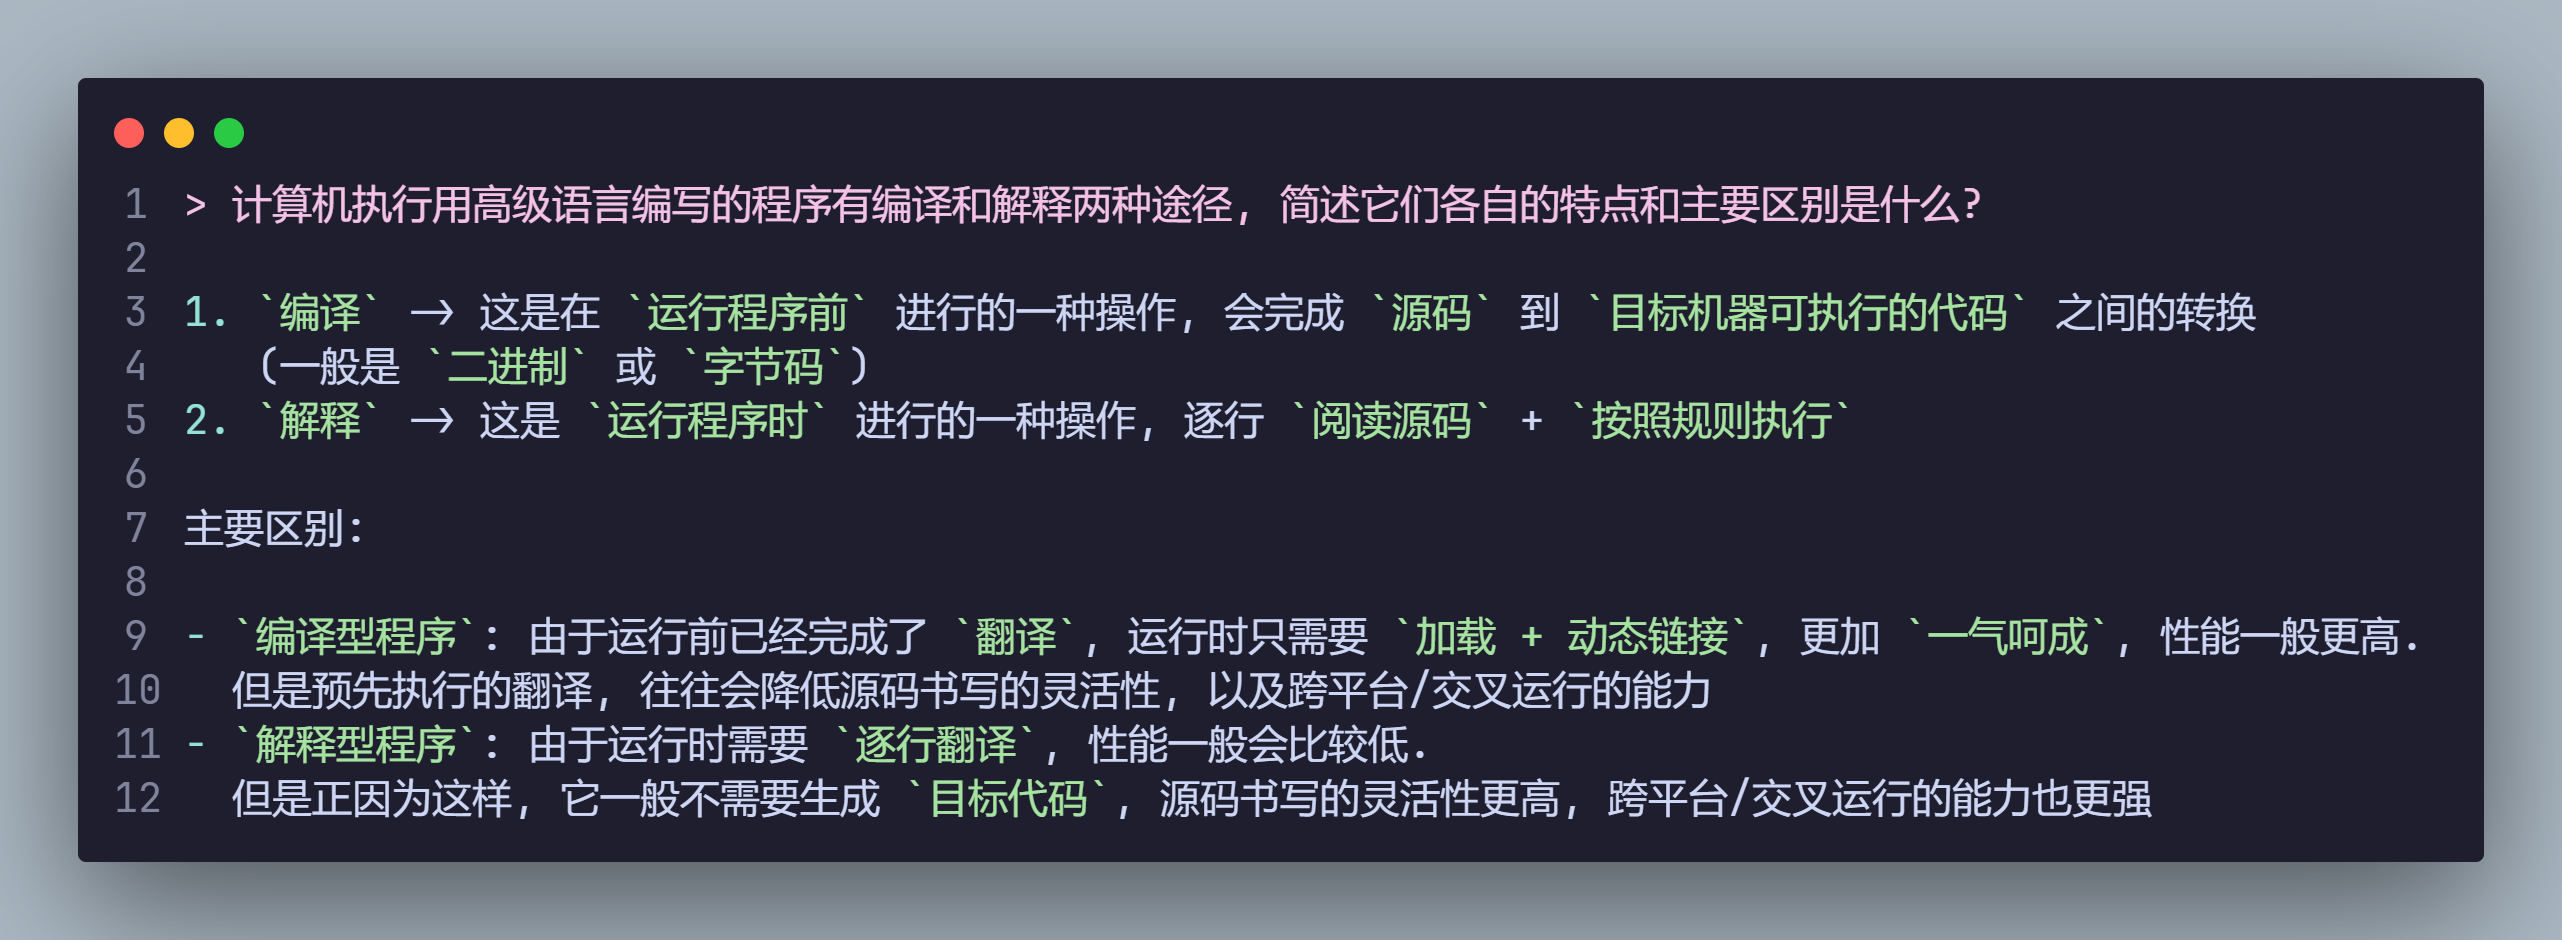 1 > 计算机执行用高级语言编写的程序有编译和解释两种途径, 简述它们各自的特点和主要区别是什么?
2
3 1. `编译` -> 这是在 `运行程序前` 进行的一种操作, 会完成 `源码` 到 `目标机器可执行的代码` 之间的转换
4    (一般是 `二进制` 或 `字节码`)
5 2. `解释` -> 这是 `运行程序时` 进行的一种操作, 逐行 `阅读源码` + `按照规则执行`
6
7 主要区别:
8
9 - `编译型程序`: 由于运行前已经完成了 `翻译`, 运行时只需要 `加载 + 动态链接`, 更加 `一气呵成`, 性能一般更高.
10   但是预先执行的翻译, 往往会降低源码书写的灵活性, 以及跨平台/交叉运行的能力
11 - `解释型程序`: 由于运行时需要 `逐行翻译`, 性能一般会比较低.
12   但是正因为这样, 它一般不需要生成 `目标代码`, 源码书写的灵活性更高, 跨平台/交叉运行的能力也更强